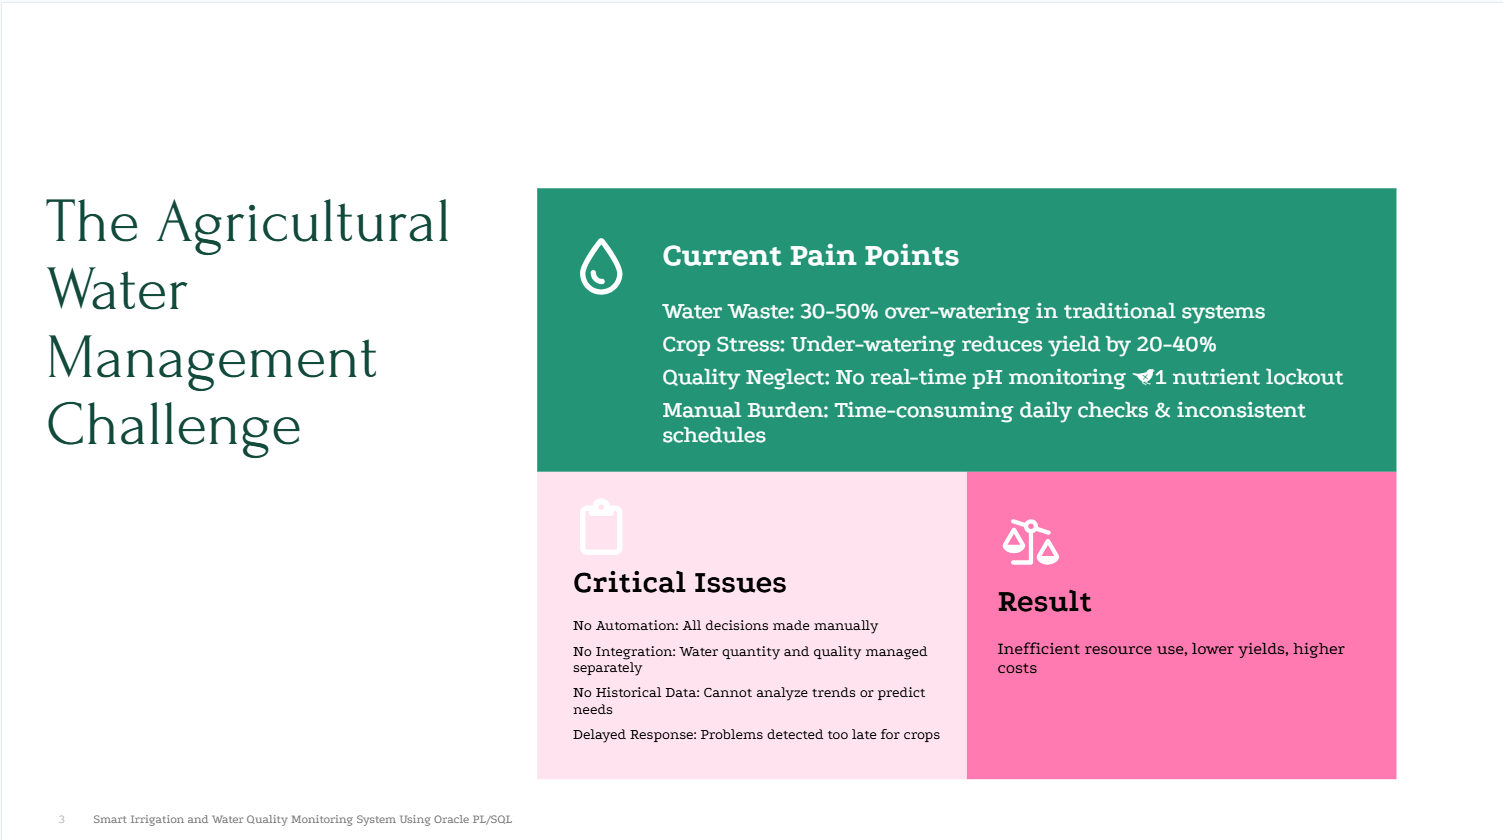 The Agricultural
Water
Management
Challenge
Current Pain Points
Water Waste: 30-50% over-watering in traditional systems
Crop Stress: Under-watering reduces yield by 20-40%
Quality Neglect: No real-time pH monitoring 1 nutrient lockout
Manual Burden: Time-consuming daily checks & inconsistent
schedules
Critical Issues
No Automation: All decisions made manually
No Integration: Water quantity and quality managed
separately
No Historical Data: Cannot analyze trends or predict
needs
Delayed Response: Problems detected too late for crops
Result
Inefficient resource use, lower yields, higher
costs
3 Smart Irrigation and Water Quality Monitoring System Using Oracle PL/SQL